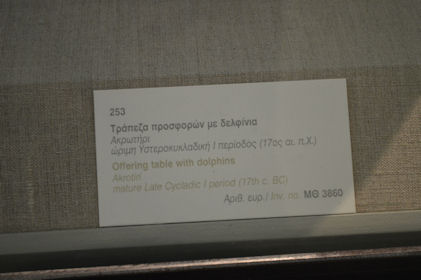 253
Τράπεζα προσφορών με δελφίνια
Ακρωτήρι
ώριμη Υστεροκυκλαδική Ι περίοδος (17ος αι. π.Χ.)
Offering table with dolphins
Akrotiri
mature Late Cycladic I period (17th c. BC)
Αριθ. ευρ./ Inv. no. ΜΘ 3860